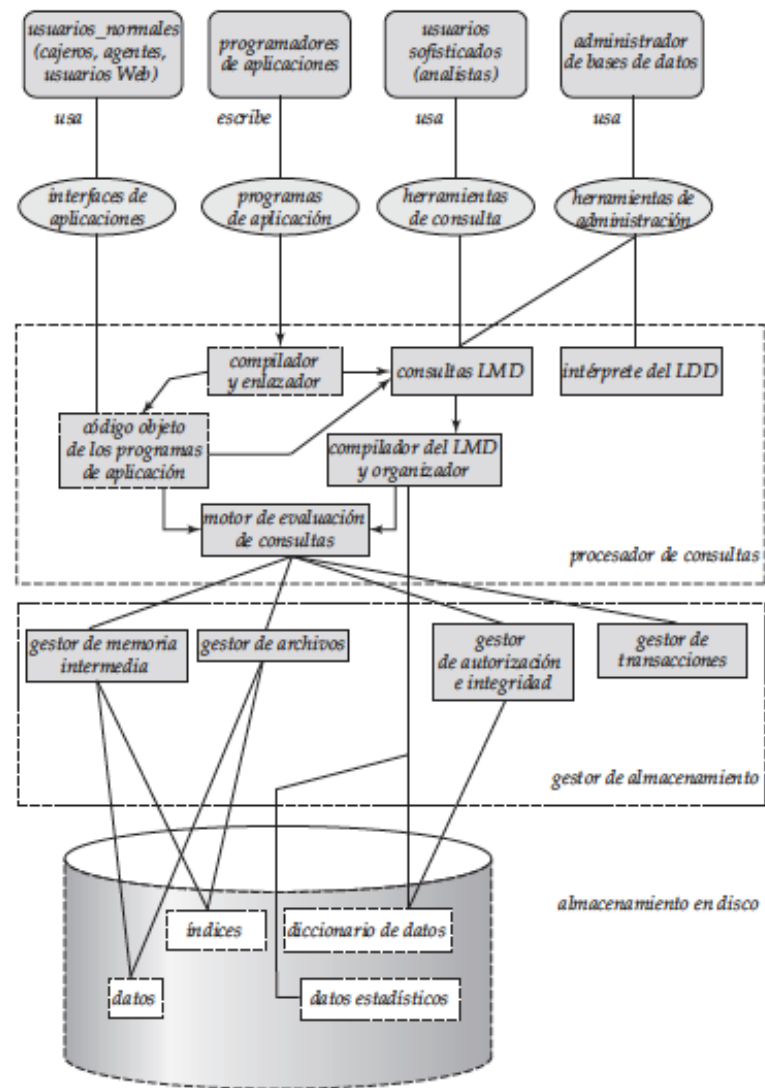 usuarios_normales
(cajeros, agentes,
usuarios Web)
programadores
de aplicaciones
usuarios
sofisticados
(analistas)
administrador
de bases de datos
usa
escribe
usa
usa
interfaces de
aplicaciones
programas
de aplicación
herramientas
de consulta
herramientas de
administración
compilador
y enlazador
consultas LMD
intérprete del LDD
código objeto
de los programas
de aplicación
compilador del LMD
y organizador
motor de evaluación
de consultas
procesador de consultas
gestor de memoria
intermedia
gestor de archivos
gestor
de autorización
e integridad
gestor de
transacciones
gestor de almacenamiento
almacenamiento en disco
índices
diccionario de datos
datos
datos estadísticos